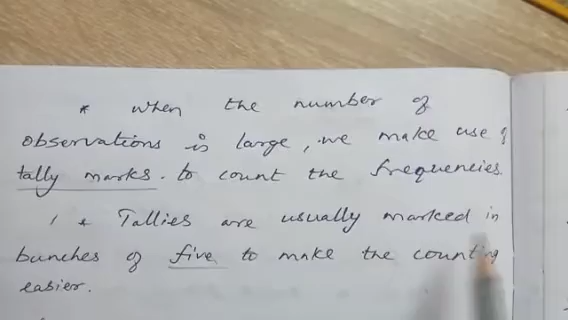 * When the number of
observations is large, we make use of
tally marks. to count the frequencies.
* Tallies are usually marked in
bunches of five to make the counting
easier.